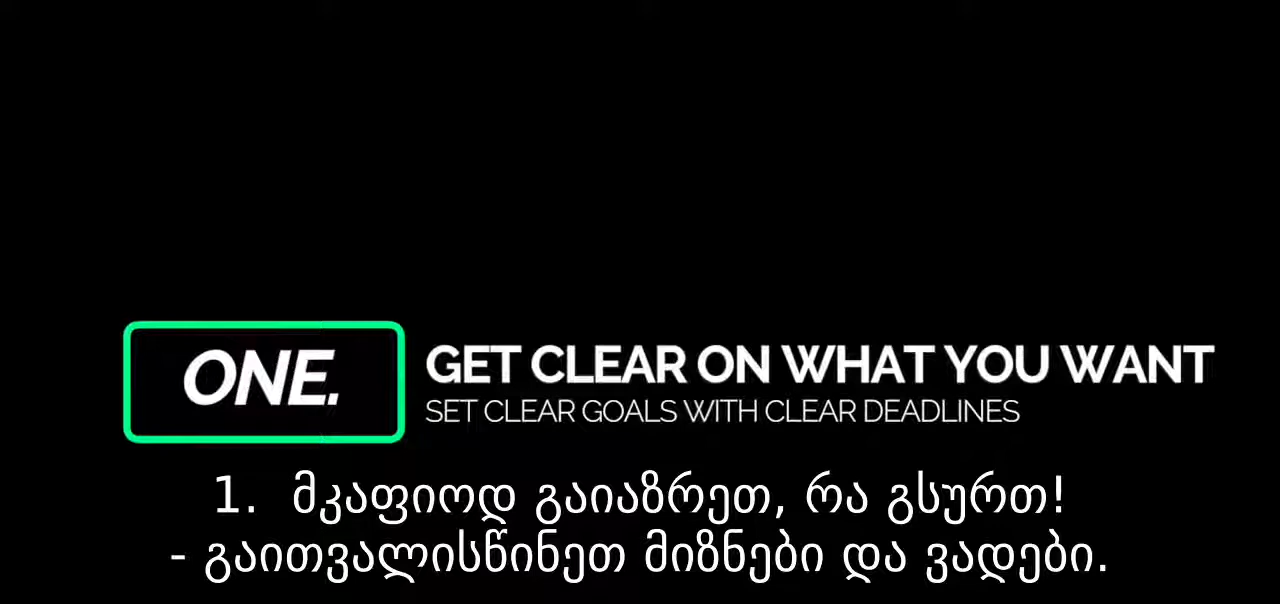 ONE.
GET CLEAR ON WHAT YOU WANT
SET CLEAR GOALS WITH CLEAR DEADLINES
1. მკაფიოდ გაიაზრეთ, რა გსურთ!
- გაითვალისწინეთ მიზნები და ვადები.